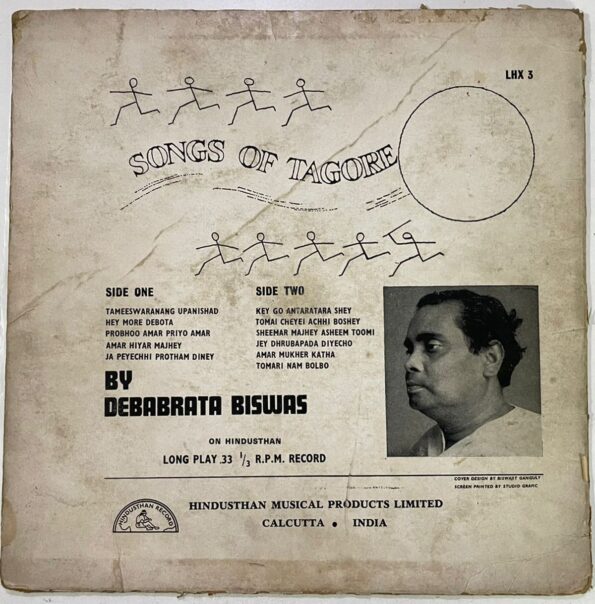 LHX 3
SONGS OF TAGORE
SIDE ONE
TAMEESWARANANG UPANISHAD
HEY MORE DEBOTA
PROBHOO AMAR PRIYO AMAR
AMAR HIYAR MAJHEY
JA PEYECHHI PROTHAM DINEY
SIDE TWO
KEY GO ANTARATARA SHEY
TOMAI CHEYEI ACHHI BOSHEY
SHEEMAR MAJHEY ASHEEM TOOMI
JEY DHRUBAPADA DIYECHO
AMAR MUKHER KATHA
TOMARI NAM BOLBO
BY
DEBABRATA BISWAS
ON HINDUSTHAN
LONG PLAY 33 1/3 R.P.M. RECORD
COVER DESIGN BY BISWAJIT GANGULY
SCREEN PRINTED BY STUDIO GRAFIC
HINDUSTHAN RECORD
HINDUSTHAN MUSICAL PRODUCTS LIMITED
CALCUTTA • INDIA